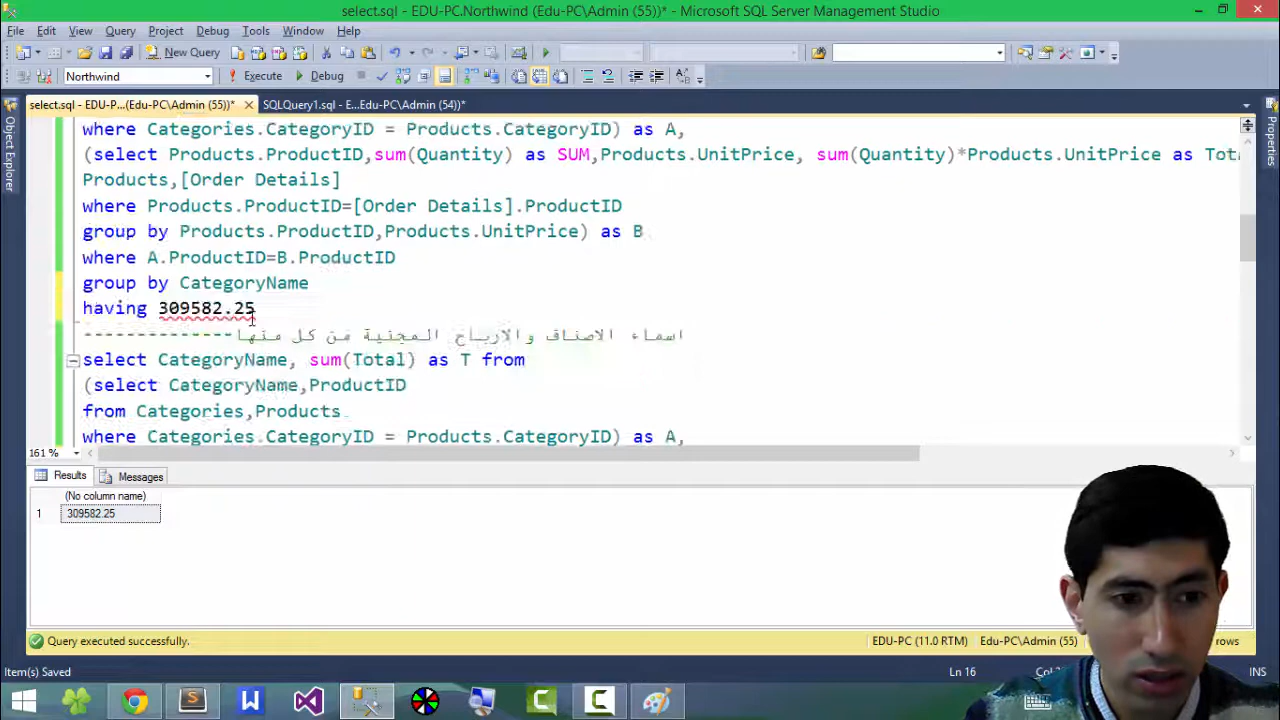 select.sql - EDU-PC.Northwind (Edu-PC\Admin (55))* - Microsoft SQL Server Management Studio
File Edit View Query Project Debug Tools Window Help
New Query
Northwind Execute Debug
select.sql - EDU-P...(Edu-PC\Admin (55))* SQLQuery1.sql - E...Edu-PC\Admin (54))*
Object Explorer
Properties
where Categories.CategoryID = Products.CategoryID) as A,
(select Products.ProductID,sum(Quantity) as SUM,Products.UnitPrice, sum(Quantity)*Products.UnitPrice as Tot
Products,[Order Details]
where Products.ProductID=[Order Details].ProductID
group by Products.ProductID,Products.UnitPrice) as B
where A.ProductID=B.ProductID
group by CategoryName
having 309582.25
--------------اسماء الاصناف والارباح المجنية من كل منها
select CategoryName, sum(Total) as T from
(select CategoryName,ProductID
from Categories,Products
where Categories.CategoryID = Products.CategoryID) as A,
161 %
Results Messages
(No column name)
1 309582.25
Query executed successfully. EDU-PC (11.0 RTM) Edu-PC\Admin (55) rows
Item(s) Saved Ln 16 INS